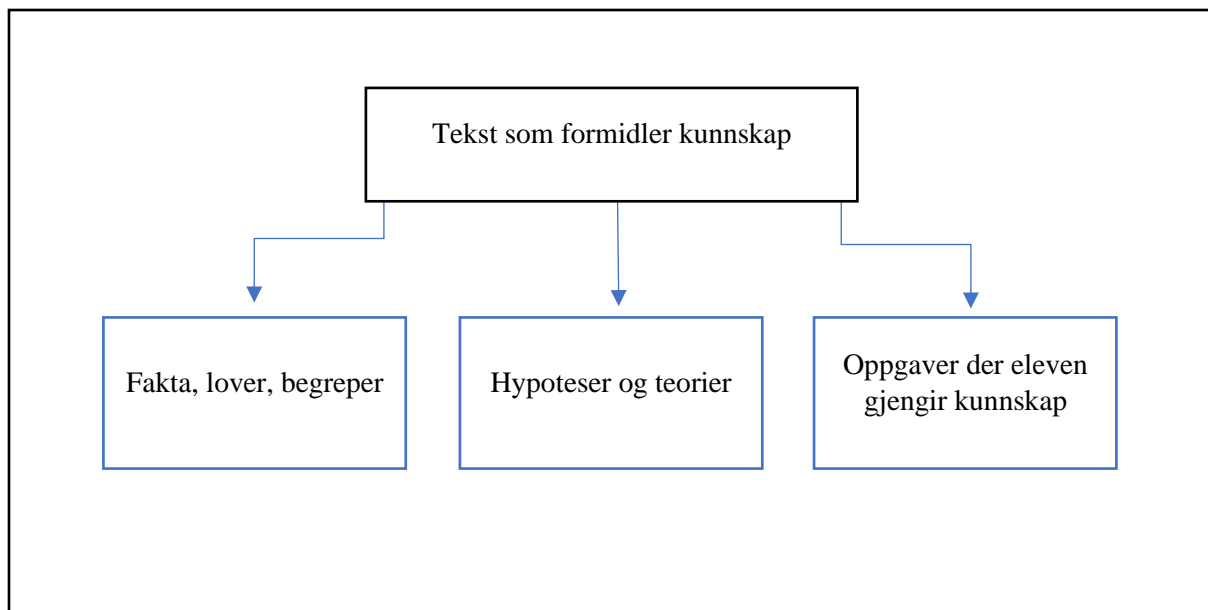 Tekst som formidler kunnskap
Fakta, lover, begreper
Hypoteser og teorier
Oppgaver der eleven
gjengir kunnskap